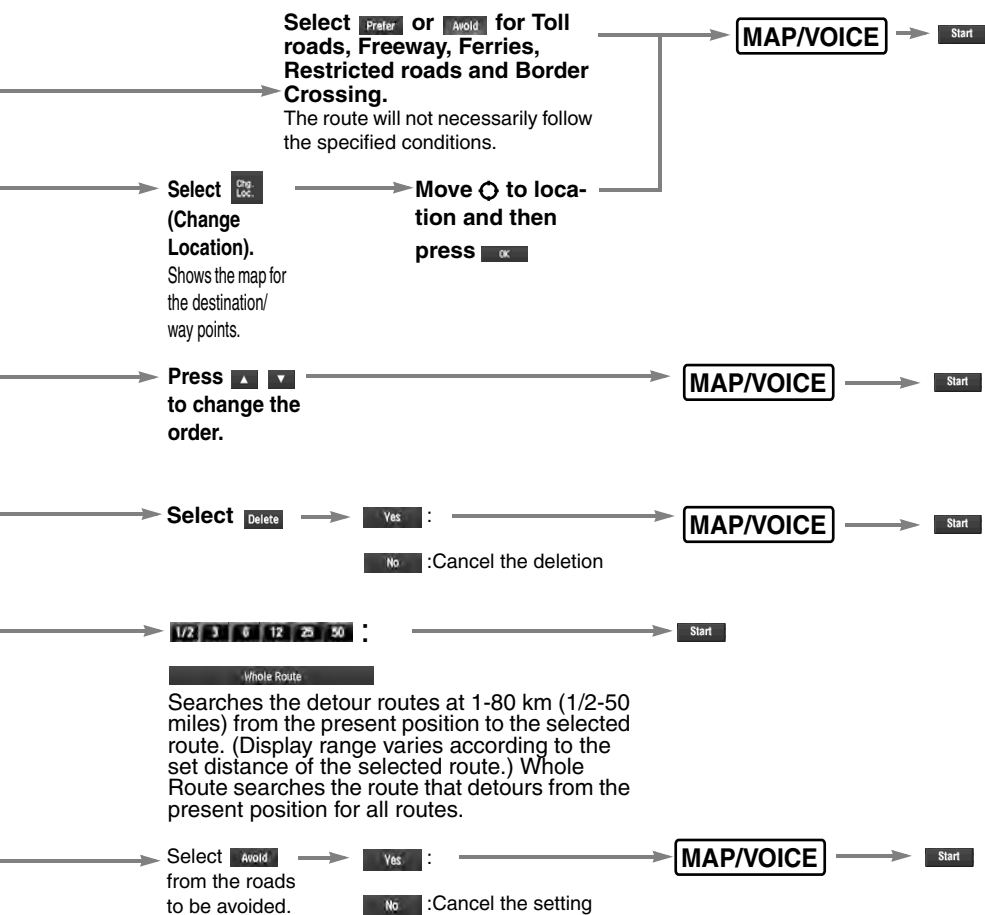 Select Prefer or Avoid for Toll
roads, Freeway, Ferries,
Restricted roads and Border
Crossing.
The route will not necessarily follow
the specified conditions.
MAP/VOICE
Start
Select Chg. Loc.
(Change
Location).
Shows the map for
the destination/
way points.
Move to loca-
tion and then
press OK
Press ▲ ▼
to change the
order.
MAP/VOICE
Start
Select Delete
Yes :
No :Cancel the deletion
MAP/VOICE
Start
1/2 3 6 12 25 50 :
Start
Whole Route
Searches the detour routes at 1-80 km (1/2-50
miles) from the present position to the selected
route. (Display range varies according to the
set distance of the selected route.) Whole
Route searches the route that detours from the
present position for all routes.
Select Avoid
from the roads
to be avoided.
Yes :
No :Cancel the setting
MAP/VOICE
Start